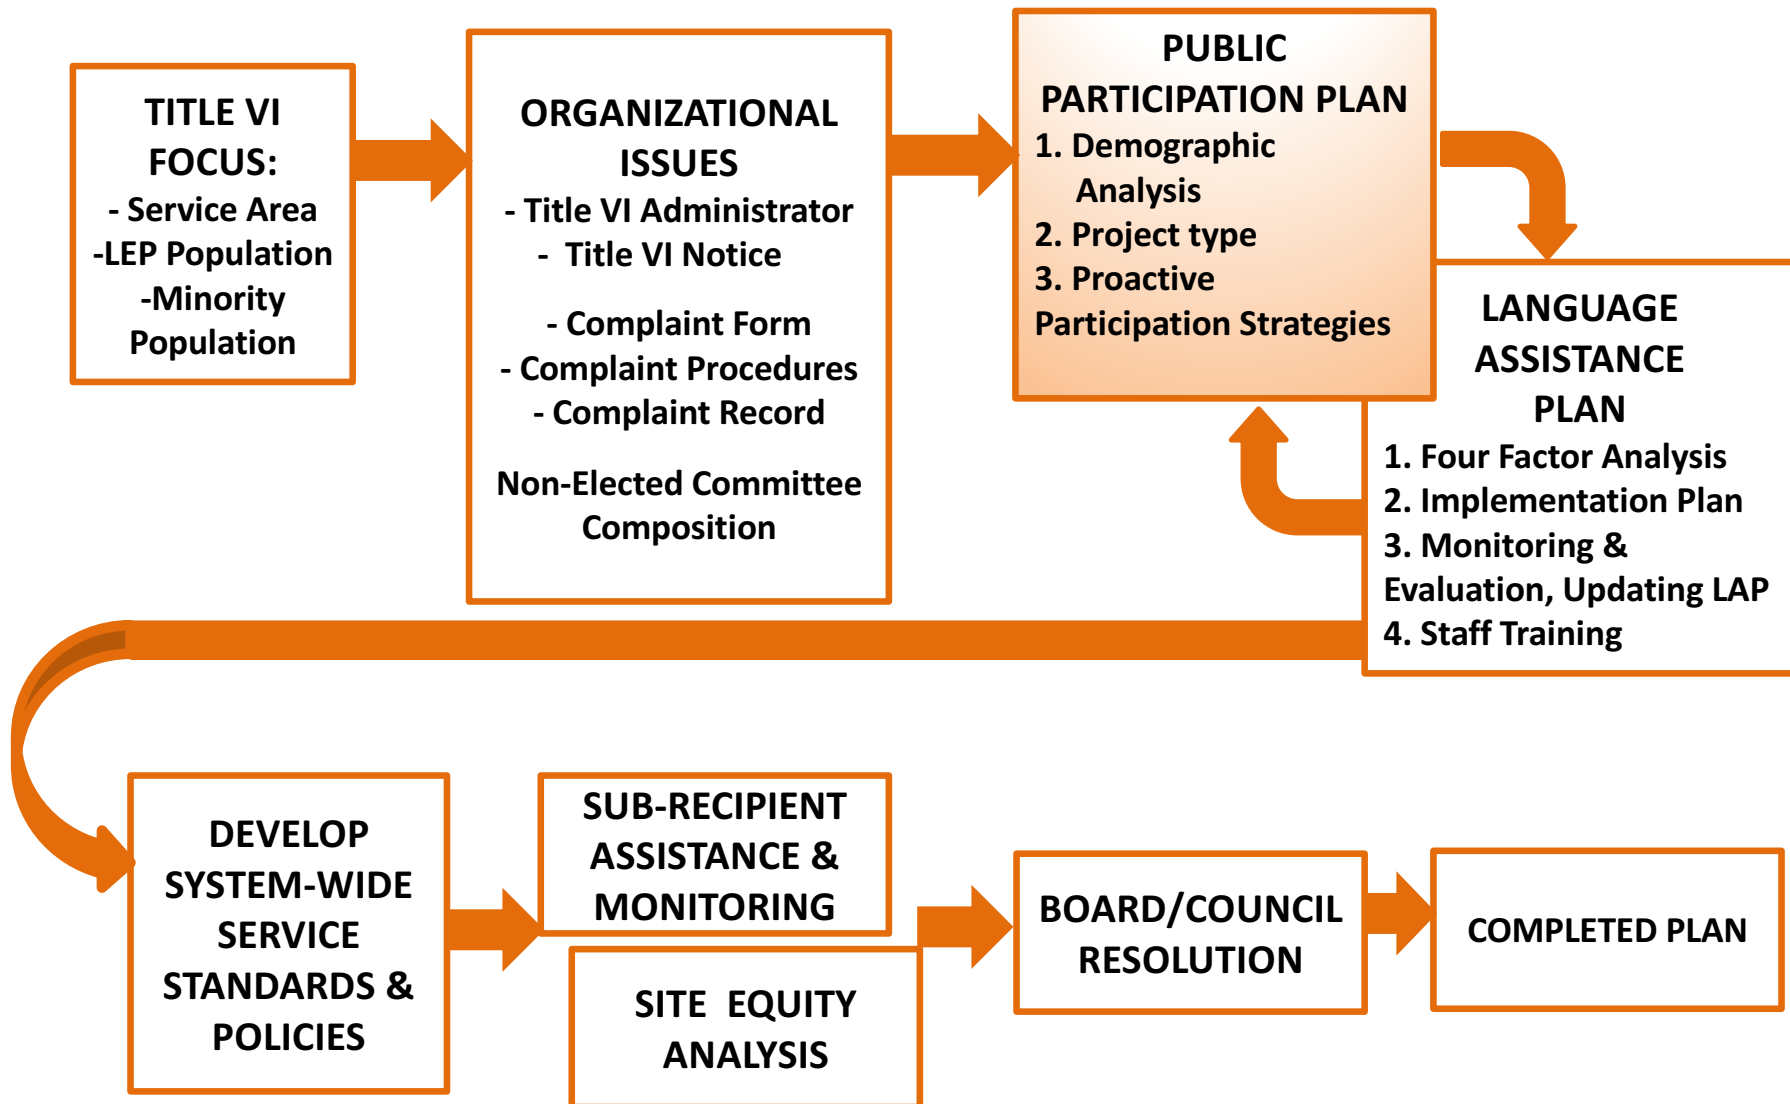 TITLE VI
FOCUS:
- Service Area
-LEP Population
-Minority
Population
ORGANIZATIONAL
ISSUES
- Title VI Administrator
- Title VI Notice
- Complaint Form
- Complaint Procedures
- Complaint Record
Non-Elected Committee
Composition
PUBLIC
PARTICIPATION PLAN
1. Demographic
Analysis
2. Project type
3. Proactive
Participation Strategies
LANGUAGE
ASSISTANCE
PLAN
1. Four Factor Analysis
2. Implementation Plan
3. Monitoring &
Evaluation, Updating LAP
4. Staff Training
DEVELOP
SYSTEM-WIDE
SERVICE
STANDARDS &
POLICIES
SUB-RECIPIENT
ASSISTANCE &
MONITORING
SITE EQUITY
ANALYSIS
BOARD/COUNCIL
RESOLUTION
COMPLETED PLAN